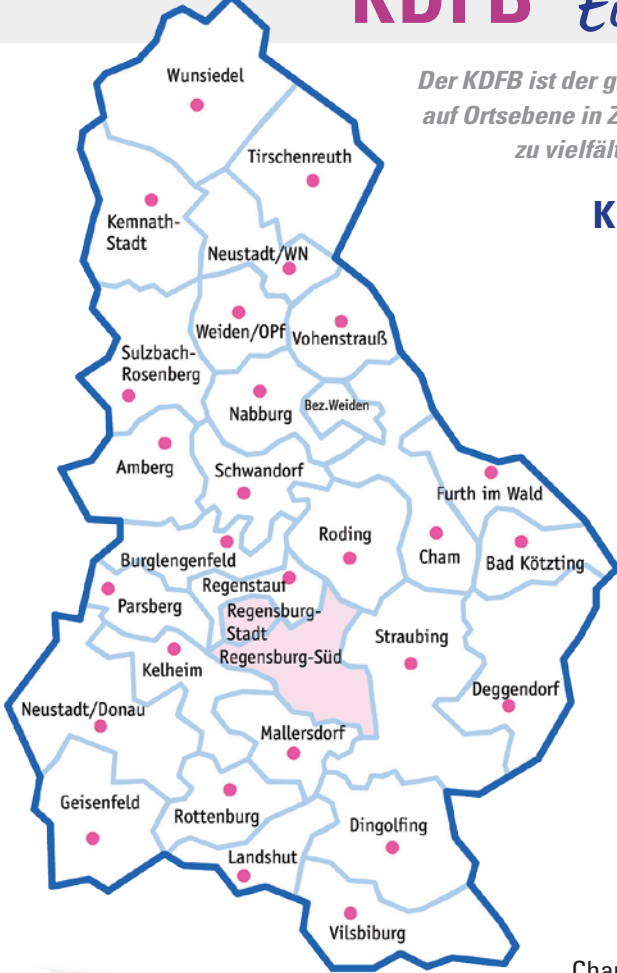 KDFB
Der KDFB ist der
auf Ortsebene in
zu vielfält
K
Wunsiedel
Tirschenreuth
Kemnath-
Stadt
Neustadt/WN
Weiden/OPf
Vohenstrauß
Sulzbach-
Rosenberg
Nabburg
Bez.Weiden
Amberg
Schwandorf
Furth im Wald
Roding
Cham
Bad Kötzting
Burglengenfeld
Regenstauf
Parsberg
Regensburg-
Stadt
Straubing
Regensburg-Süd
Kelheim
Deggendorf
Neustadt/Donau
Mallersdorf
Geisenfeld
Rottenburg
Dingolfing
Landshut
Vilsbiburg
Cha